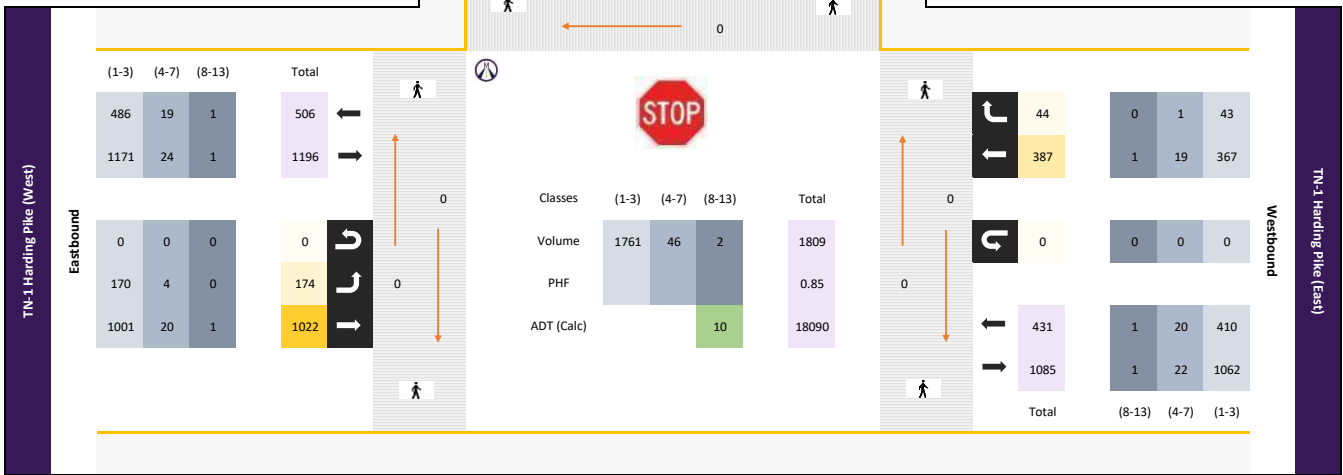 0
(1-3) (4-7) (8-13) Total
486 19 1 506
1171 24 1 1196
0
0 0 0 0
170 4 0 174
0
1001 20 1 1022
TN-1 Harding Pike (West)
Eastbound
STOP
Classes (1-3) (4-7) (8-13) Total
Volume 1761 46 2 1809
PHF 0.85
ADT (Calc) 10 18090
44 0 1 43
387 1 19 367
0
0 0 0 0
0
431 1 20 410
1085 1 22 1062
Total (8-13) (4-7) (1-3)
Westbound
TN-1 Harding Pike (East)